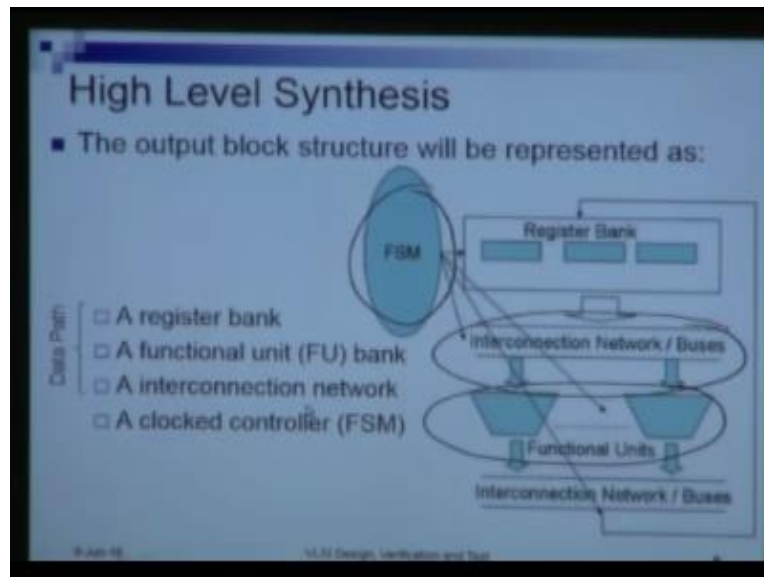 High Level Synthesis
The output block structure will be represented as:
FSM
Register Bank
Data Path
A register bank
A functional unit (FU) bank
A interconnection network
A clocked controller (FSM)
Interconnection Network / Buses
Functional Units
Interconnection Network / Buses
VLSI Design, Verification and Test